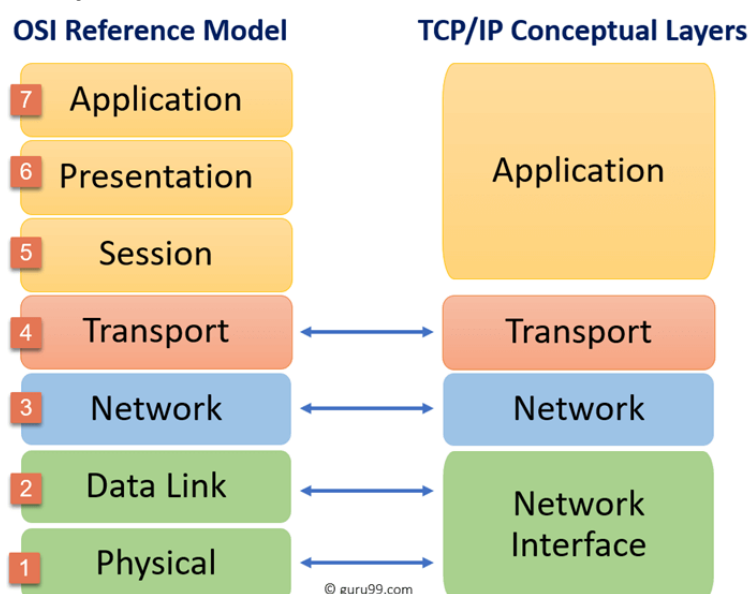 OSI Reference Model
TCP/IP Conceptual Layers
7 Application
6 Presentation
5 Session
4 Transport
3 Network
2 Data Link
1 Physical
Application
Transport
Network
Network
Interface
© guru99.com